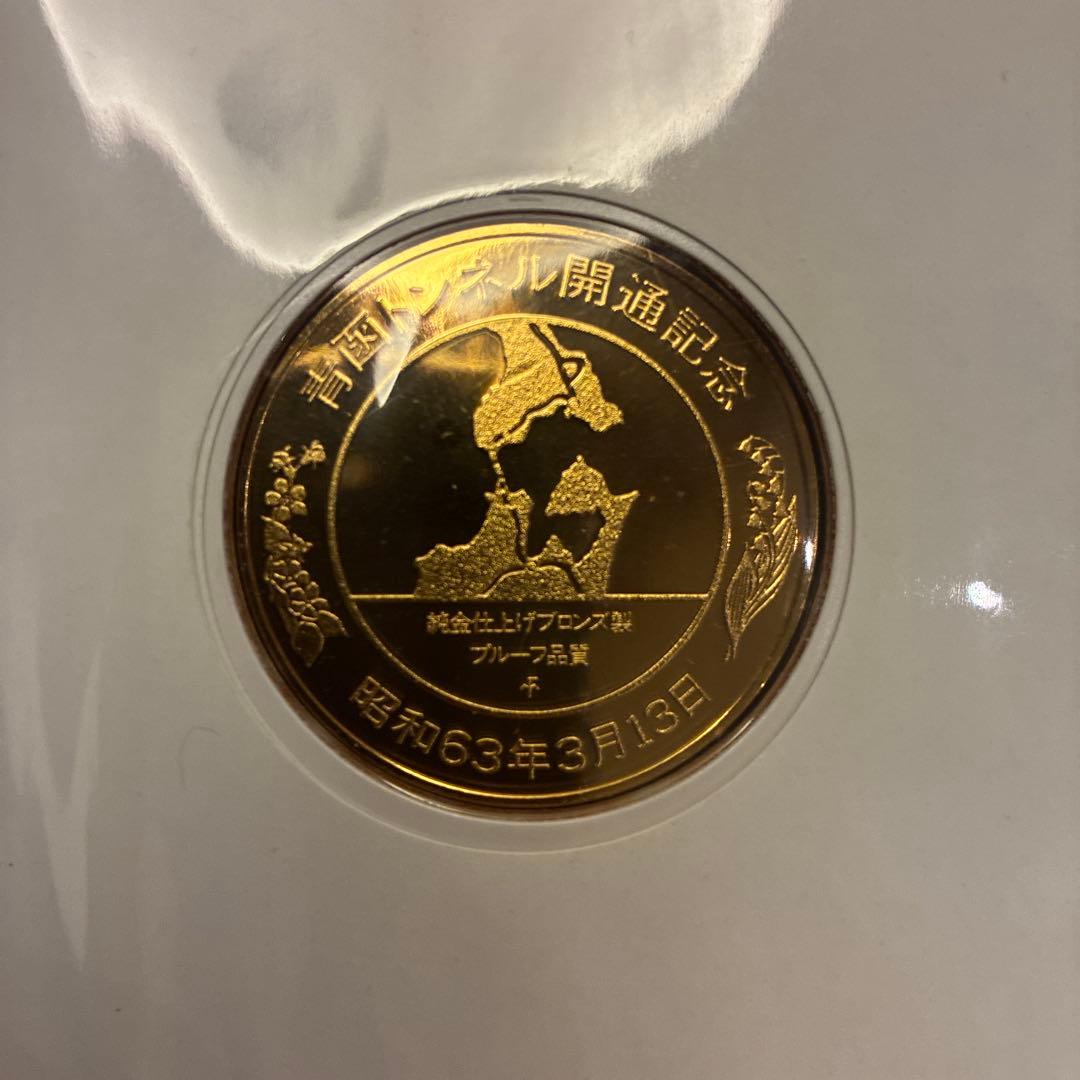 青函トンネル開通記念
純金仕上げブロンズ製
プルーフ品質
昭和63年3月13日